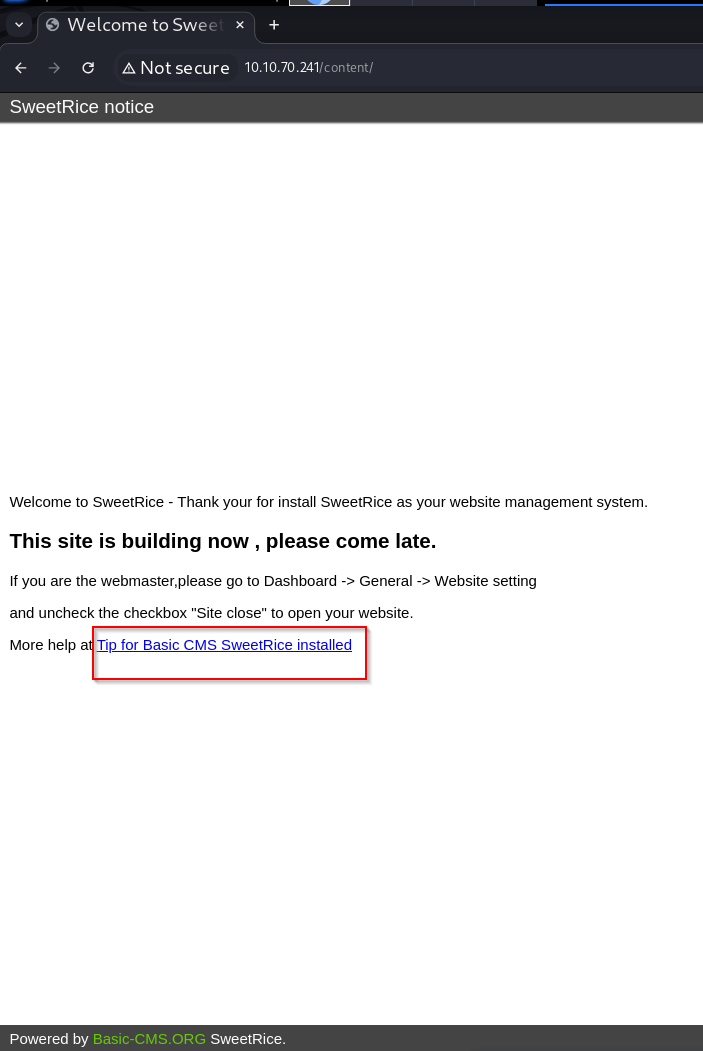 Welcome to Sweet
Not secure 10.10.70.241/content/
SweetRice notice
Welcome to SweetRice - Thank your for install SweetRice as your website management system.
This site is building now , please come late.
If you are the webmaster,please go to Dashboard -> General -> Website setting
and uncheck the checkbox "Site close" to open your website.
More help at Tip for Basic CMS SweetRice installed
Powered by Basic-CMS.ORG SweetRice.